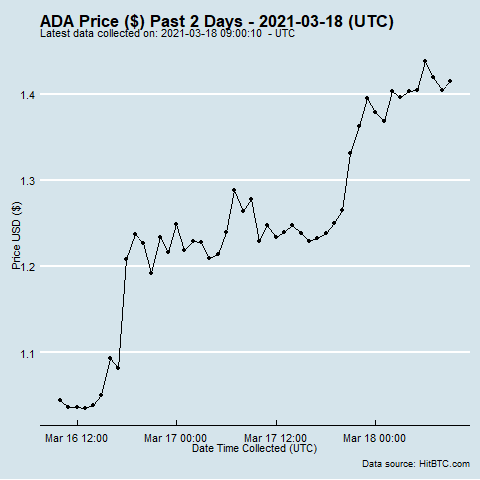 ADA Price ($) Past 2 Days - 2021-03-18 (UTC)
Latest data collected on: 2021-03-18 09:00:10 - UTC
1.4
1.3
1.2
1.1
Price USD ($)
Mar 16 12:00 Mar 17 00:00 Mar 17 12:00 Mar 18 00:00
Date Time Collected (UTC)
Data source: HitBTC.com